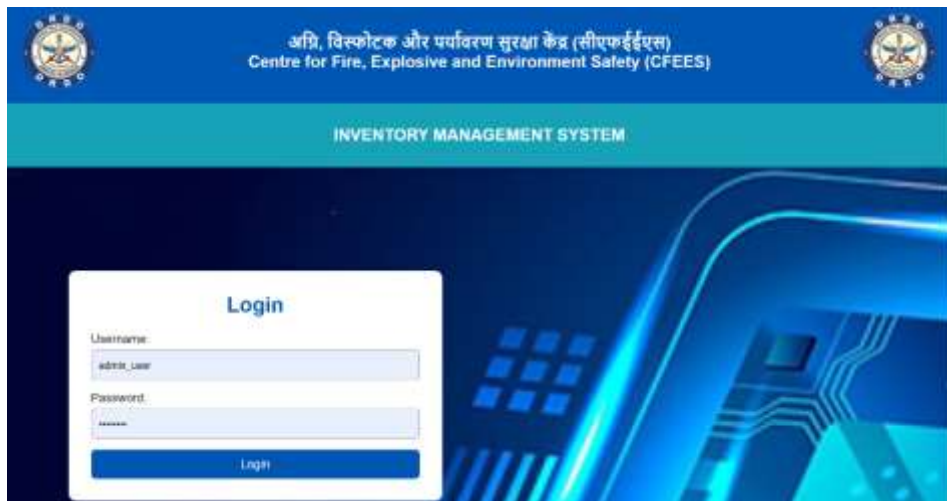 अग्नि, विस्फोटक और पर्यावरण सुरक्षा केंद्र (सीएफईईएस)
Centre for Fire, Explosive and Environment Safety (CFEES)
INVENTORY MANAGEMENT SYSTEM
Login
Username:
admin_user
Password:
Login